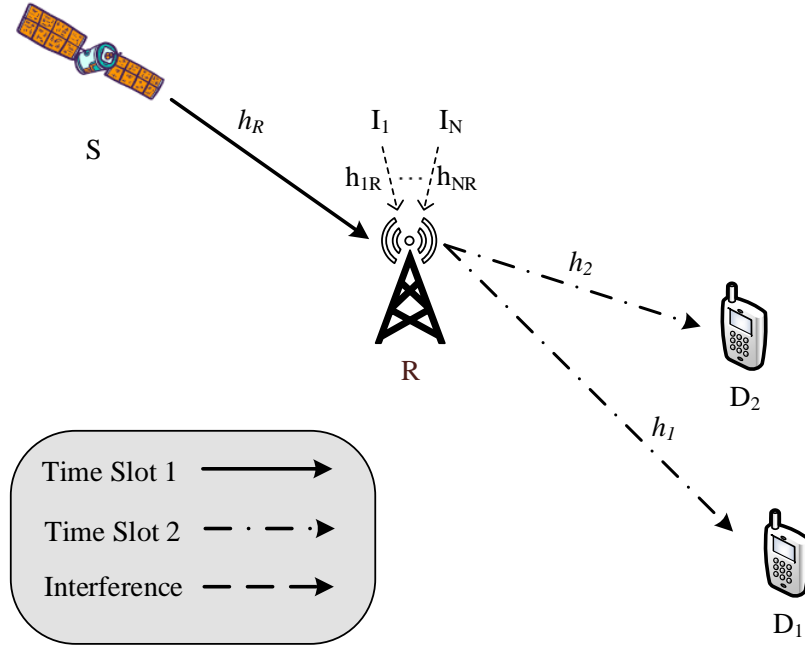 S
h_R
I_1 I_N
h_1R ... h_NR
R
h_2
D_2
h_1
D_1
Time Slot 1
Time Slot 2
Interference